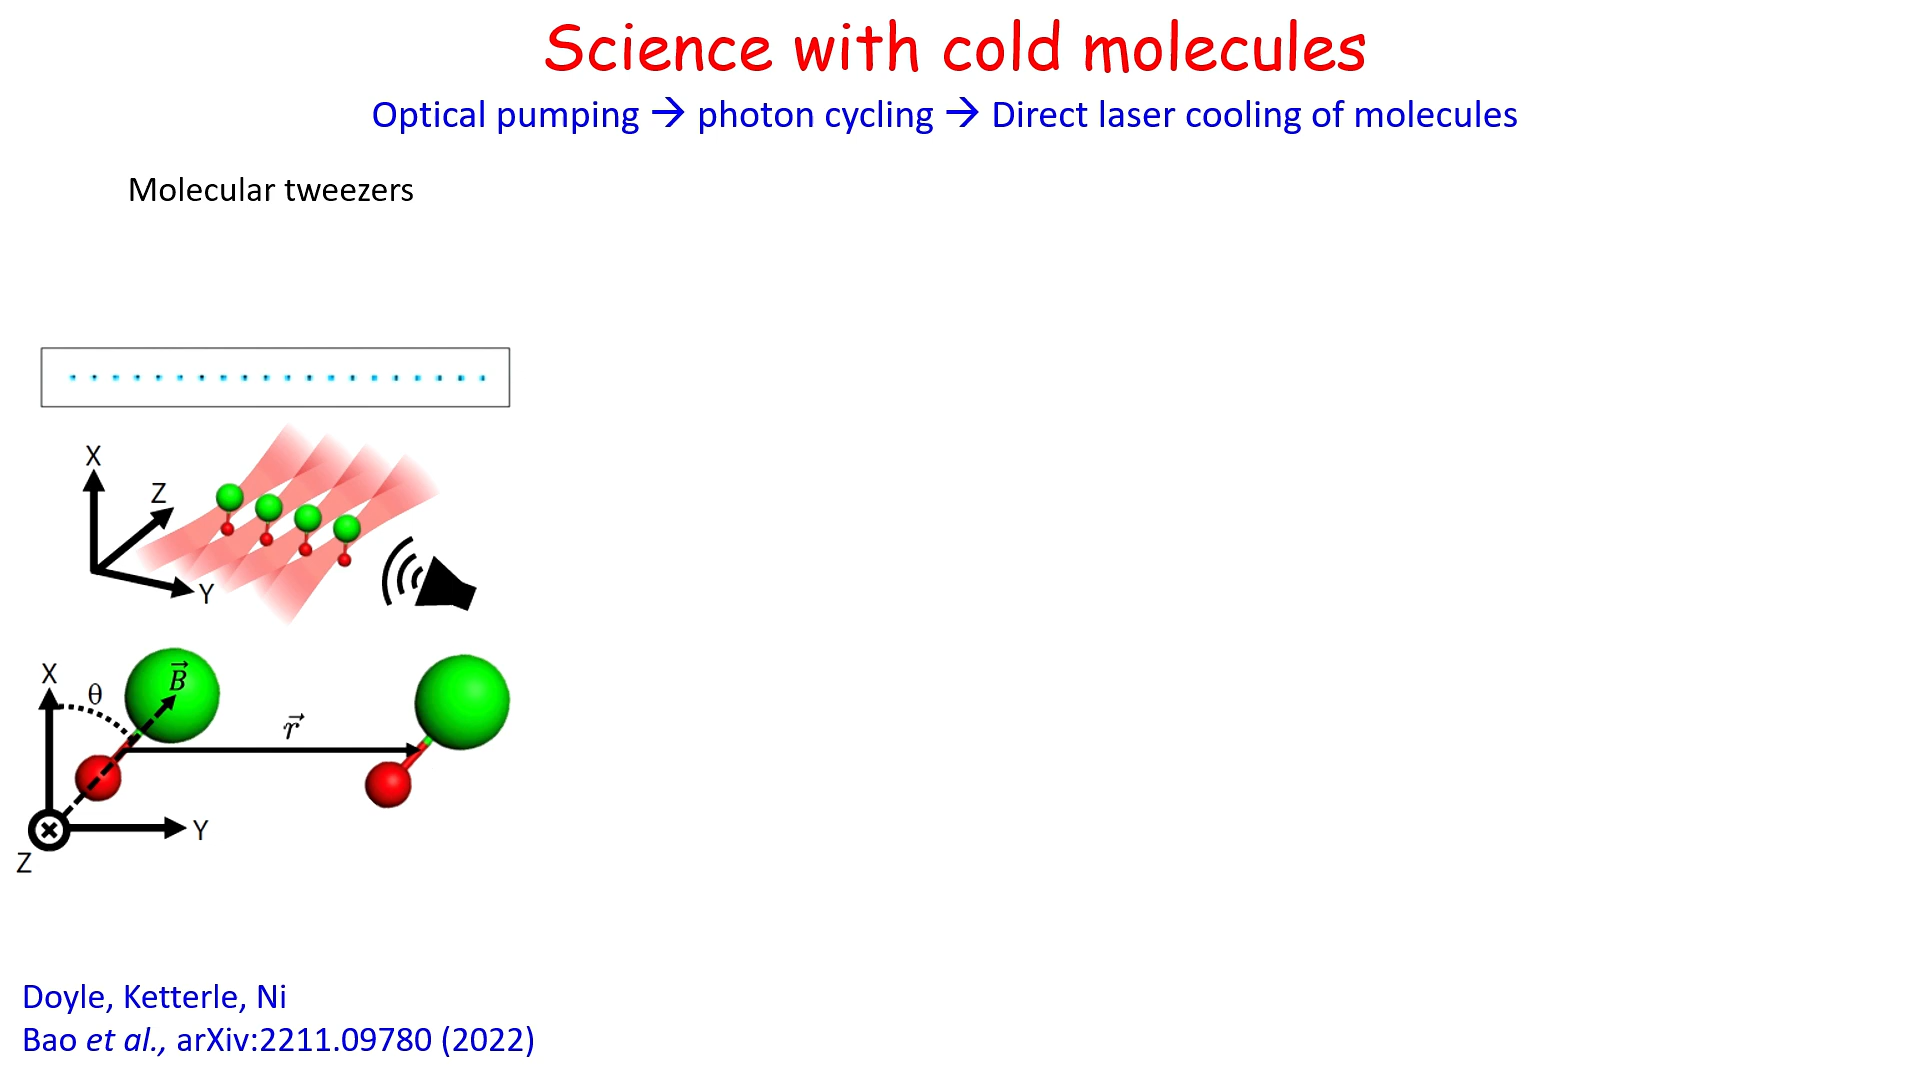 Science with cold molecules
Optical pumping → photon cycling → Direct laser cooling of molecules
Molecular tweezers
X
Z
Y
X
θ
B⃗
r⃗
Y
Z
Doyle, Ketterle, Ni
Bao et al., arXiv:2211.09780 (2022)